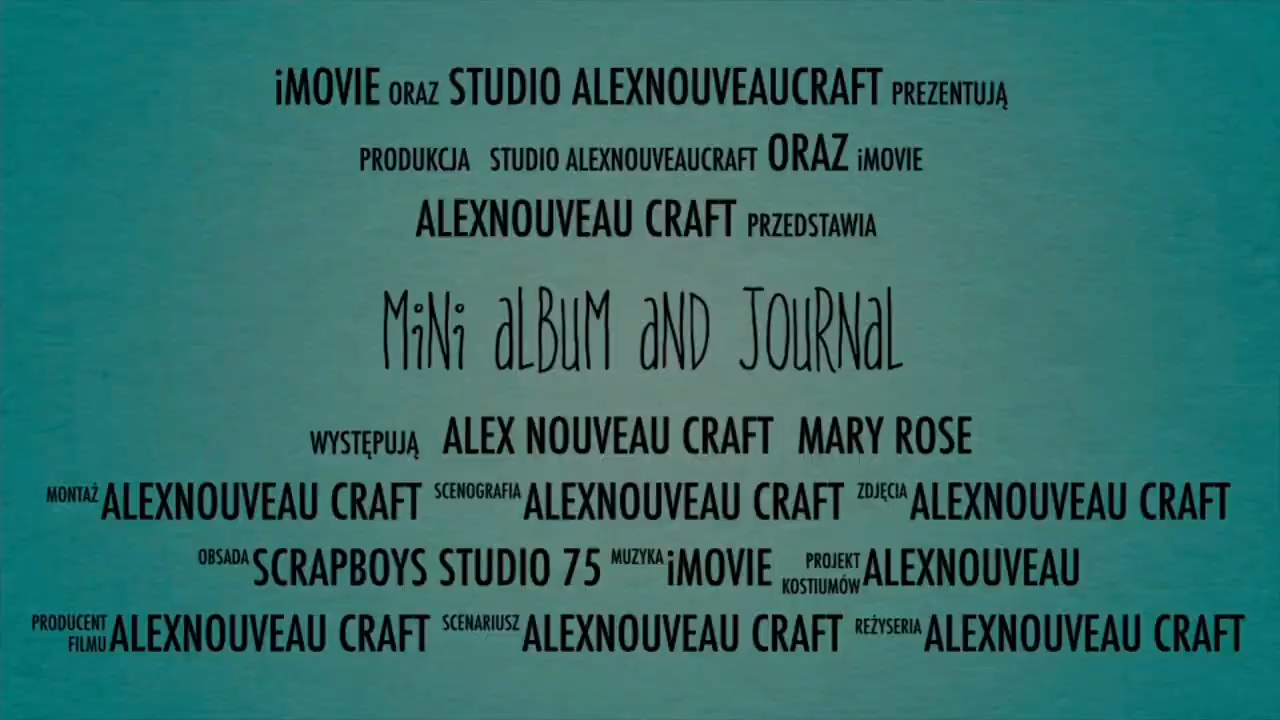 iMOVIE ORAZ STUDIO ALEXNOUVEAUCRAFT PREZENTUJĄ
PRODUKCJA STUDIO ALEXNOUVEAUCRAFT ORAZ iMOVIE
ALEXNOUVEAU CRAFT PRZEDSTAWIA
MiNi aLBUM aND JOURNaL
WYSTĘPUJĄ ALEX NOUVEAU CRAFT MARY ROSE
MONTAŻ ALEXNOUVEAU CRAFT SCENOGRAFIA ALEXNOUVEAU CRAFT ZDJĘCIA ALEXNOUVEAU CRAFT
OBSADA SCRAPBOYS STUDIO 75 MUZYKA iMOVIE PROJEKT KOSTIUMÓW ALEXNOUVEAU
PRODUCENT FILMU ALEXNOUVEAU CRAFT SCENARIUSZ ALEXNOUVEAU CRAFT REŻYSERIA ALEXNOUVEAU CRAFT